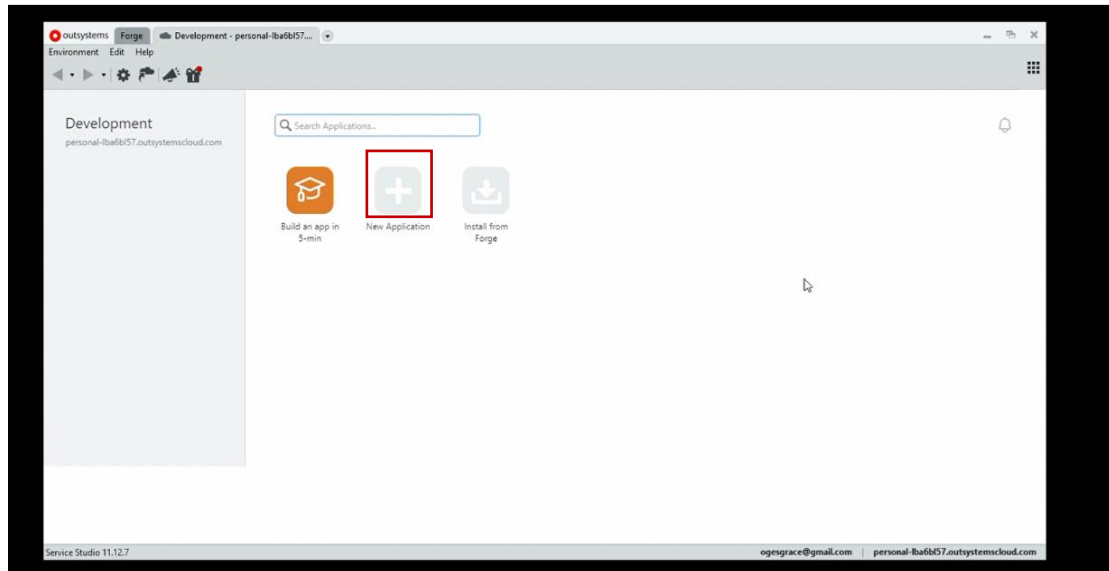 outsystems Forge Development - personal-lba6bl57....
Environment Edit Help
Development
personal-lba6bl57.outsystemscloud.com
Search Applications...
Build an app in
5-min
New Application
Install from
Forge
Service Studio 11.12.7
ogesgrace@gmail.com | personal-lba6bl57.outsystemscloud.com